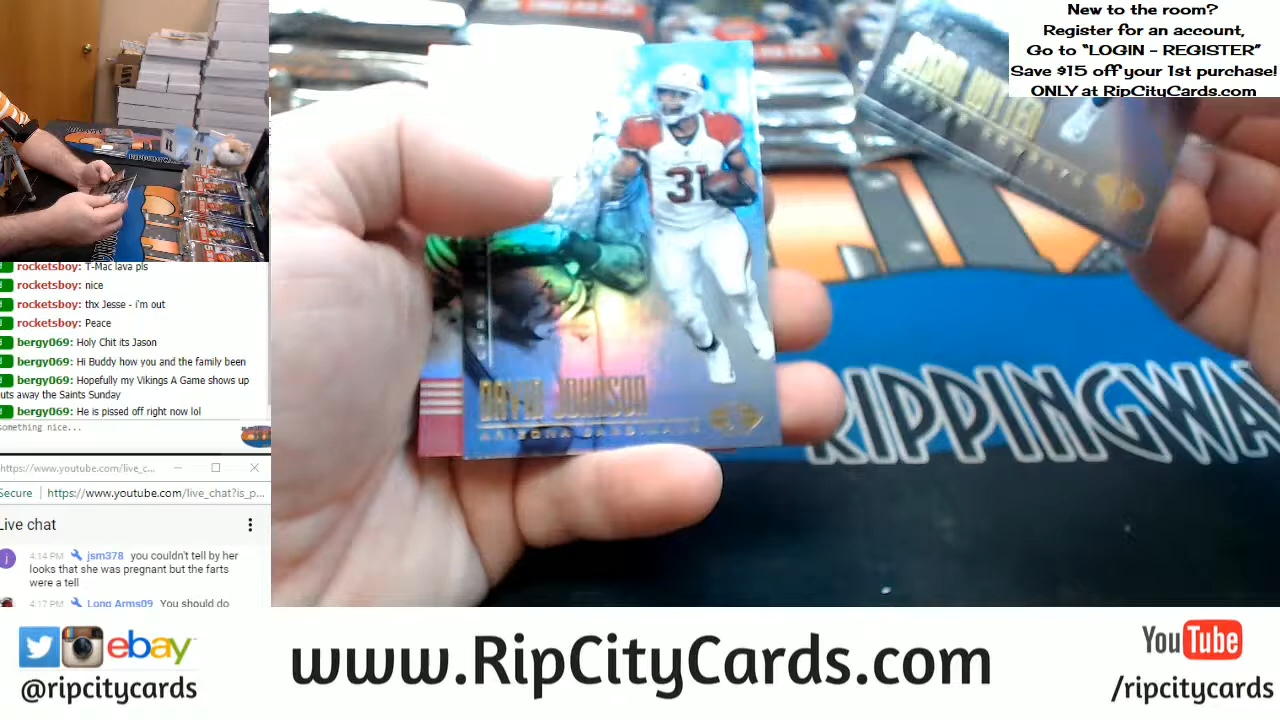 New to the room?
Register for an account,
Go to “LOGIN - REGISTER”
Save $15 off your 1st purchase!
ONLY at RipCityCards.com
JASON WITTEN
31
DAVID JOHNSON
ARIZONA CARDINALS
RIPPINGWA
R T
rocketsboy: T-Mac lava pls
rocketsboy: nice
rocketsboy: thx Jesse - i'm out
rocketsboy: Peace
bergy069: Holy Chit its Jason
bergy069: Hi Buddy how you and the family been
bergy069: Hopefully my Vikings A Game shows up
uts away the Saints Sunday
bergy069: He is pissed off right now lol
something nice...
https://www.youtube.com/live_c...
Secure | https://www.youtube.com/live_chat?is_p...
Live chat
j 4:14 PM jsm378 you couldn't tell by her
looks that she was pregnant but the farts
were a tell
4:17 PM Long Arms09 You should do
ebay
@ripcitycards
www.RipCityCards.com
YouTube
/ripcitycards